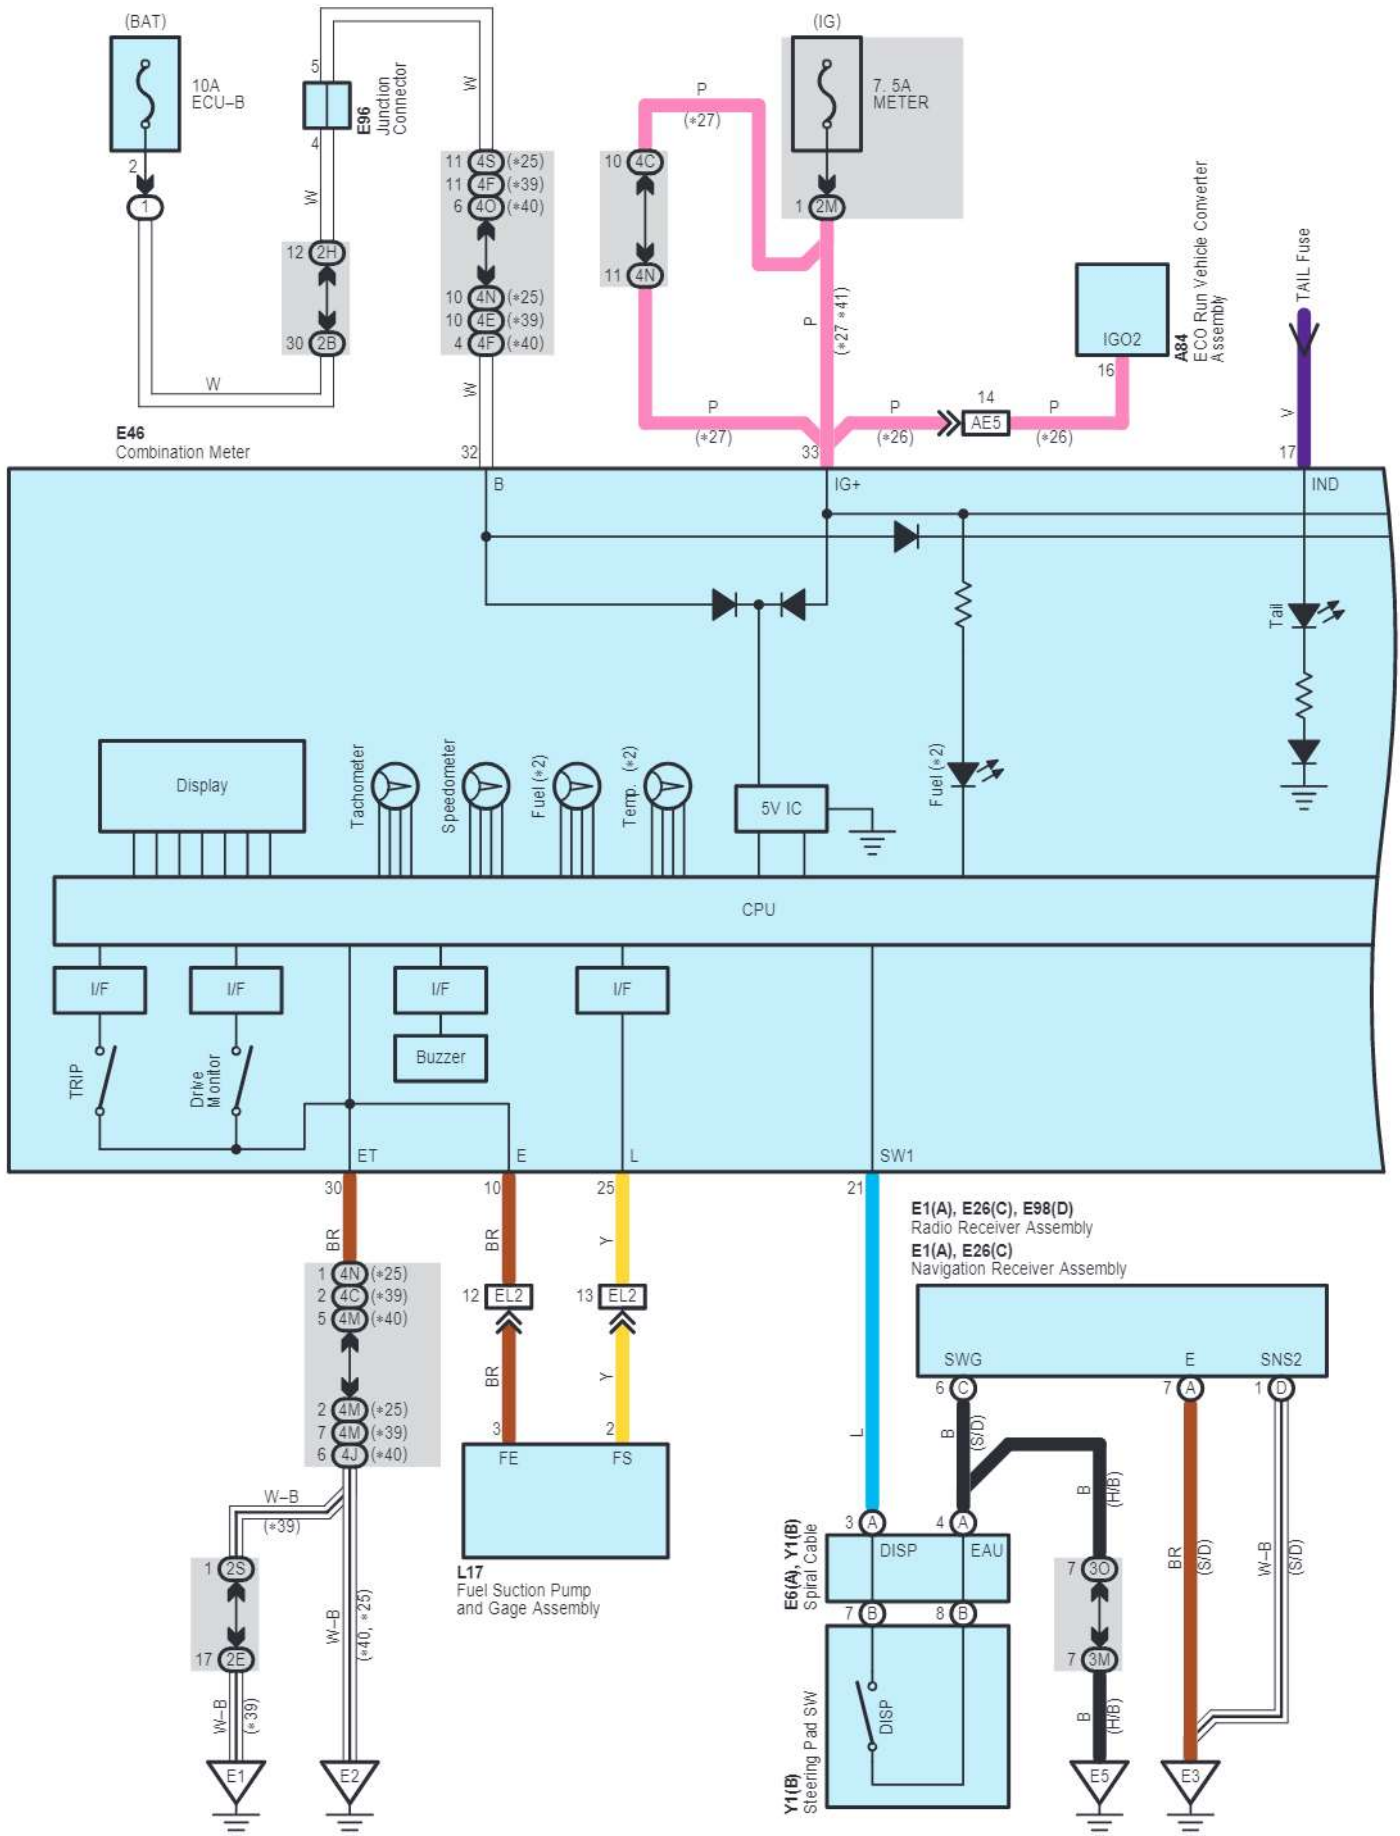 (BAT)
10A
ECU–B
2
1
W
5
4
E96
Junction
Connector
W
12 2H
30 2B
W
11 4S (*25)
11 4F (*39)
6 4O (*40)
10 4N (*25)
10 4E (*39)
4 4F (*40)
W
32
P
(*27)
10 4C
11 4N
P
(*27)
(IG)
7. 5A
METER
1 2M
P
(*27 *41)
33
P
(*26)
14
AE5
P
(*26)
16
IGO2
A84
ECO Run Vehicle Converter
Assembly
TAIL Fuse
V
17
E46
Combination Meter
B
IG+
IND
Tail
Display
Tachometer
Speedometer
Fuel (*2)
Temp. (*2)
5V IC
Fuel (*2)
CPU
I/F
I/F
I/F
I/F
Buzzer
TRIP
Drive
Monitor
ET
E
L
SW1
30
10
25
21
BR
BR
Y
1 4N (*25)
2 4C (*39)
5 4M (*40)
2 4M (*25)
7 4M (*39)
6 4J (*40)
12 EL2
13 EL2
BR
Y
3
2
FE
FS
L17
Fuel Suction Pump
and Gage Assembly
W–B
(*39)
1 2S
17 2E
W–B
(*39)
W–B
(*40, *25)
E1
E2
L
E1(A), E26(C), E98(D)
Radio Receiver Assembly
E1(A), E26(C)
Navigation Receiver Assembly
SWG
E
SNS2
6 C
7 A
1 D
B
(S/D)
B
(H/B)
3 A
4 A
DISP
EAU
E6(A), Y1(B)
Spiral Cable
7 B
8 B
DISP
Y1(B)
Steering Pad SW
7 3O
7 3M
B
(H/B)
BR
(S/D)
W–B
(S/D)
E5
E3